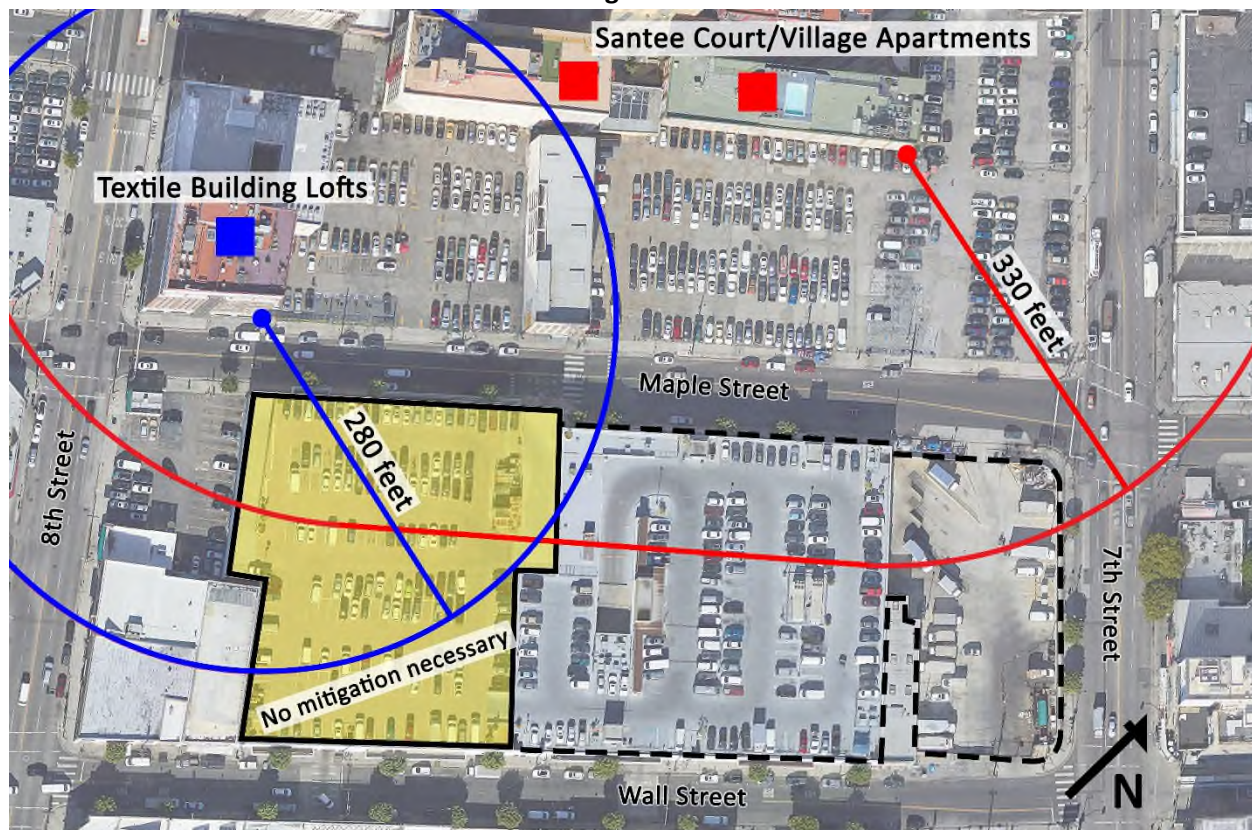 Santee Court/Village Apartments
Textile Building Lofts
330 feet
Maple Street
280 feet
8th Street
7th Street
No mitigation necessary
Wall Street
N